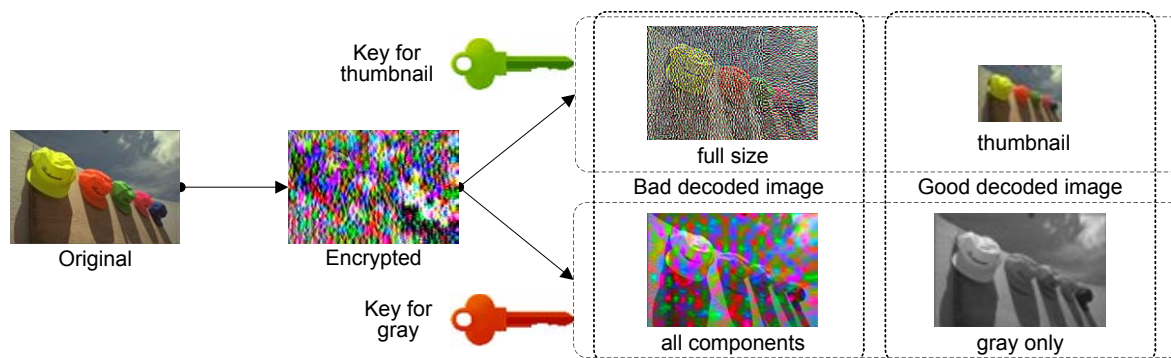 Key for
thumbnail
full size
thumbnail
Bad decoded image
Good decoded image
Original
Encrypted
Key for
gray
all components
gray only